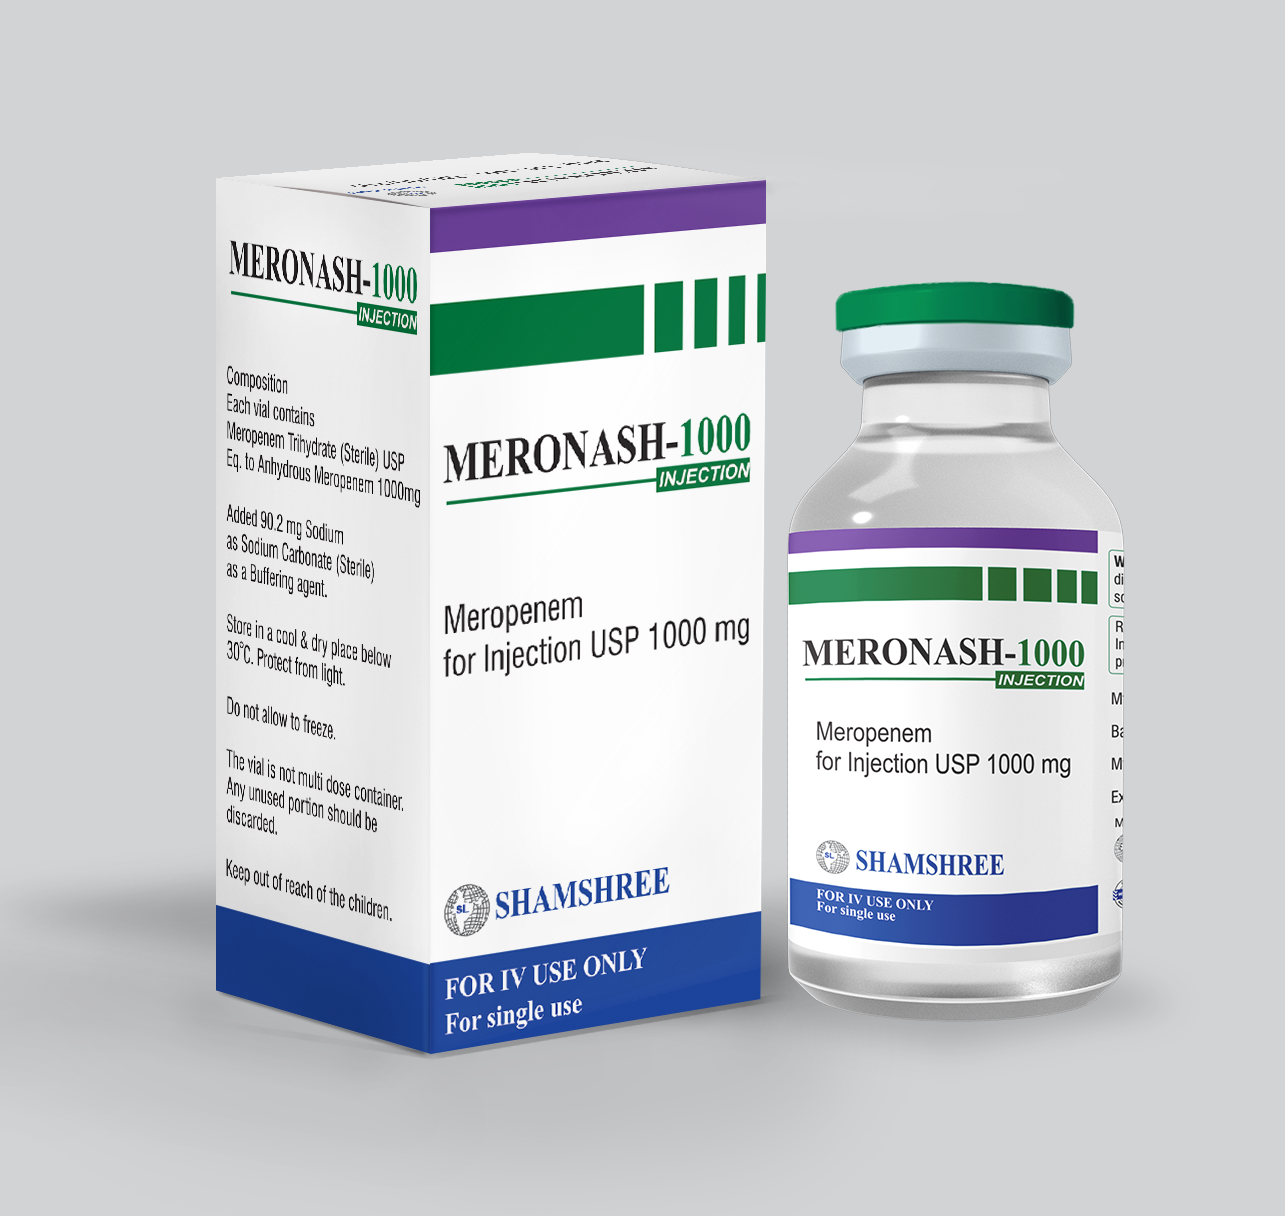 MERONASH-1000
INJECTION
Composition
Each vial contains
Meropenem Trihydrate (Sterile) USP
Eq. to Anhydrous Meropenem 1000mg
Added 90.2 mg Sodium
as Sodium Carbonate (Sterile)
as a Buffering agent.
Store in a cool & dry place below
30°C. Protect from light.
Do not allow to freeze.
The vial is not multi dose container.
Any unused portion should be
discarded.
Keep out of reach of the children.
MERONASH-1000
INJECTION
Meropenem
for Injection USP 1000 mg
SL
SHAMSHREE
FOR IV USE ONLY
For single use
MERONASH-1000
INJECTION
Meropenem
for Injection USP 1000 mg
SL
SHAMSHREE
FOR IV USE ONLY
For single use